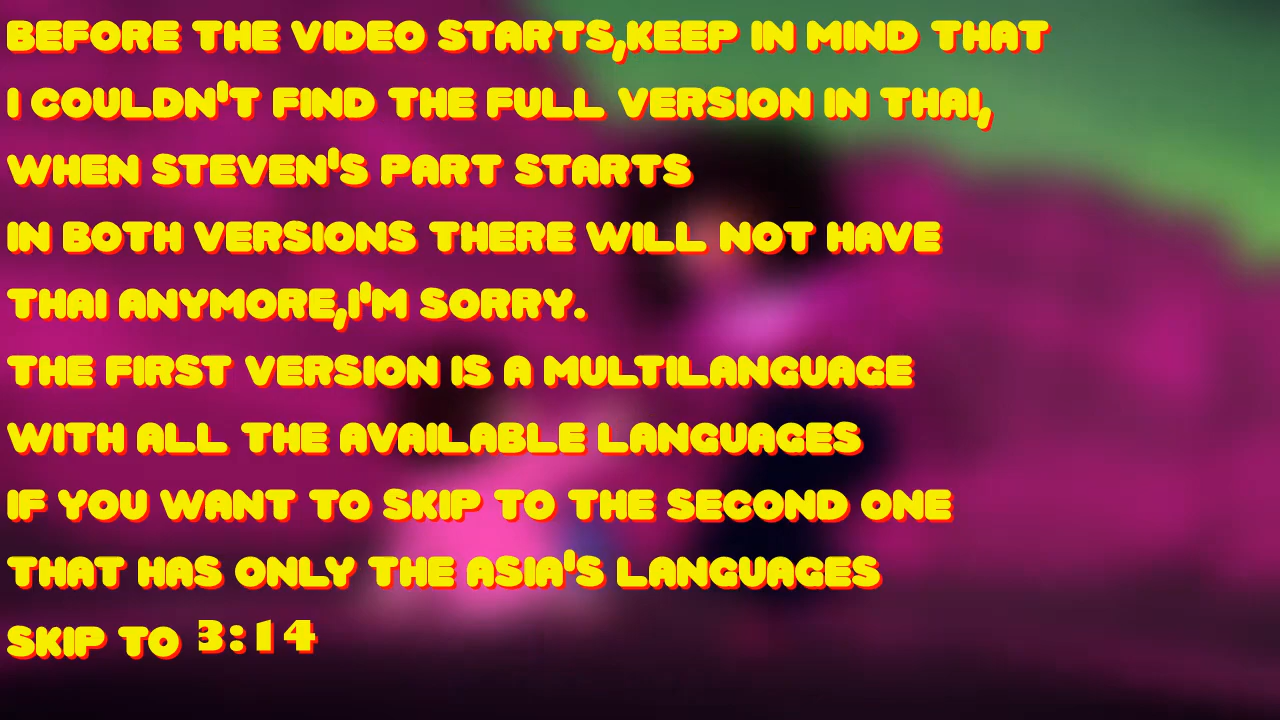 BEFORE THE VIDEO STARTS,KEEP IN MIND THAT
I COULDN'T FIND THE FULL VERSION IN THAI,
WHEN STEVEN'S PART STARTS
IN BOTH VERSIONS THERE WILL NOT HAVE
THAI ANYMORE,I'M SORRY.
THE FIRST VERSION IS A MULTILANGUAGE
WITH ALL THE AVAILABLE LANGUAGES
IF YOU WANT TO SKIP TO THE SECOND ONE
THAT HAS ONLY THE ASIA'S LANGUAGES
SKIP TO 3:14